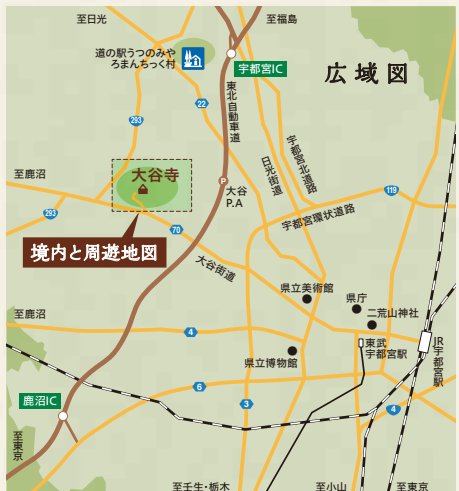 至日光
至福島
道の駅うつのみや
ろまんちっく村
宇都宮IC
広域図
22
東北自動車道
293
宇都宮北道路
日光街道
至鹿沼
大谷寺
P
大谷
P.A
119
293
70
宇都宮環状道路
境内と周遊地図
大谷街道
県立美術館
県庁
二荒山神社
至鹿沼
4
東武
宇都宮駅
JR宇都宮駅
県立博物館
6
鹿沼IC
3
4
至東京
至壬生・栃木
至小山
至東京